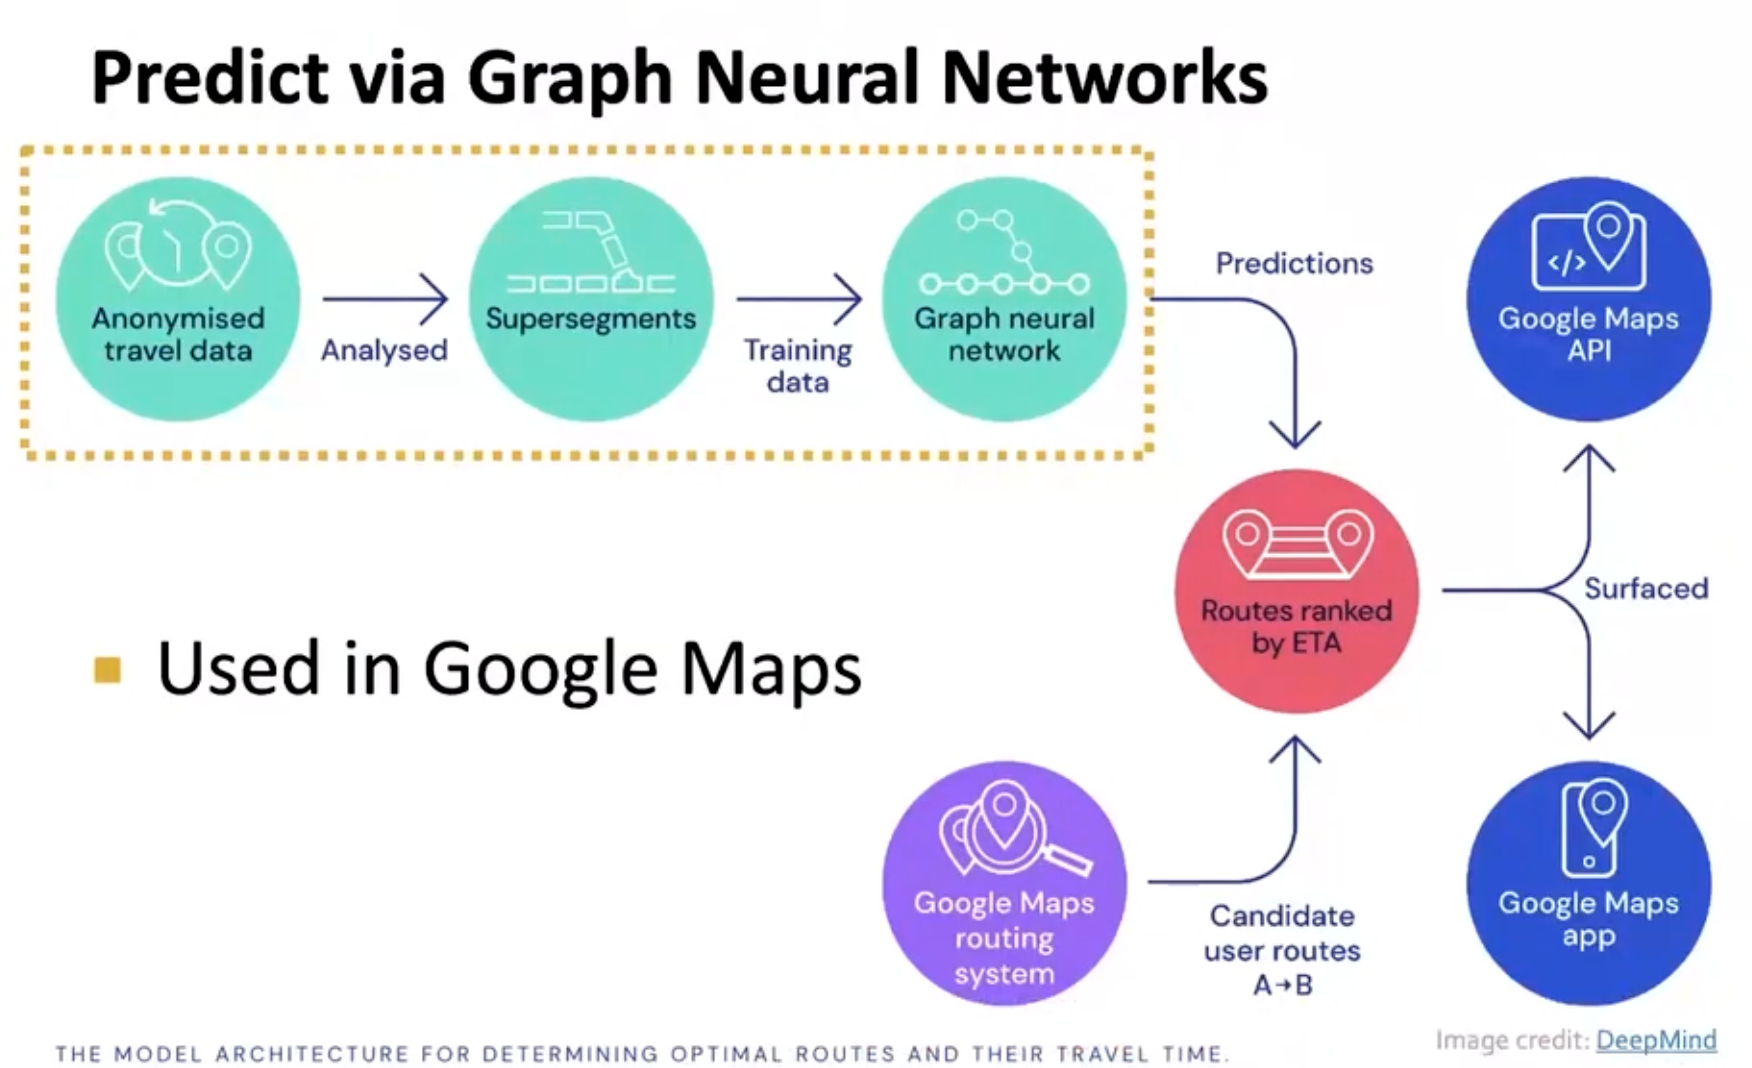 Predict via Graph Neural Networks
Anonymised
travel data
Analysed
Supersegments
Training
data
Graph neural
network
Predictions
</>
Google Maps
API
Routes ranked
by ETA
Surfaced
Used in Google Maps
Google Maps
routing
system
Candidate
user routes
A→B
Google Maps
app
THE MODEL ARCHITECTURE FOR DETERMINING OPTIMAL ROUTES AND THEIR TRAVEL TIME.
Image credit: DeepMind